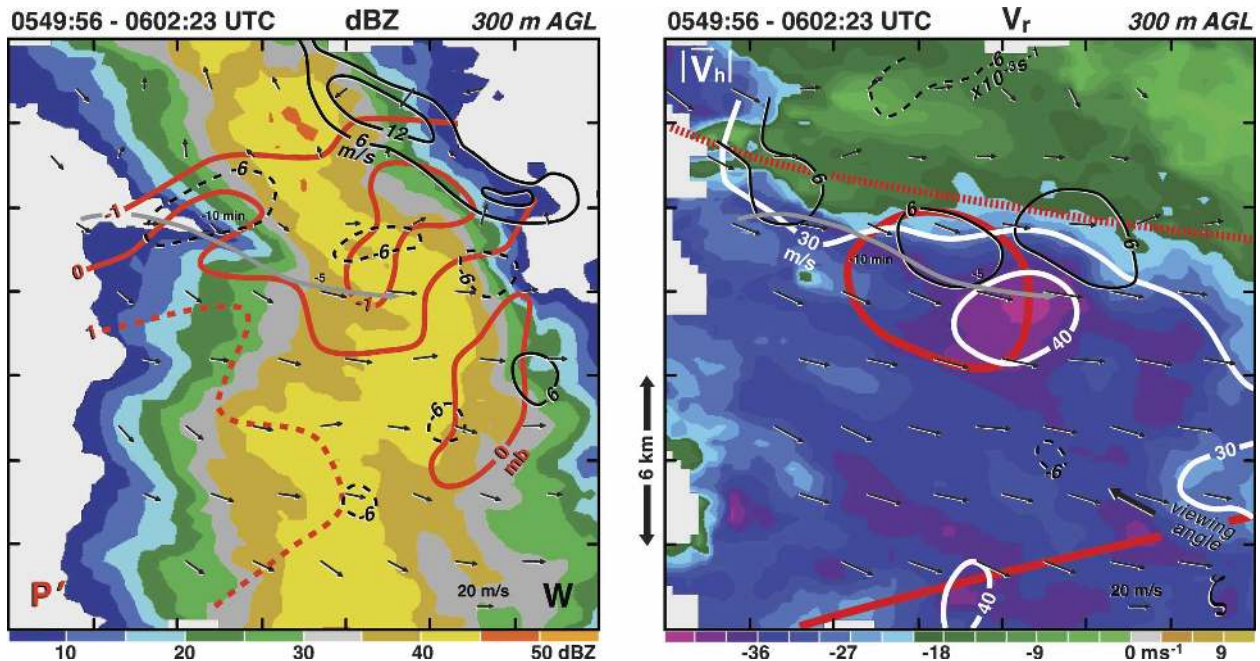 0549:56 - 0602:23 UTC dBZ 300 m AGL
12
6
m/s
-6
-1
-10 min
0
-6
-6
-5
-1
1
6
-6
0
mb
-6
20 m/s
P' W
10 20 30 40 50 dBZ
6 km
0549:56 - 0602:23 UTC Vr 300 m AGL
|Vh|
-6
x10-3s-1
6
30
m/s
6
6
-10 min
-5
40
30
-6
viewing
angle
40
20 m/s
ζ
-36 -27 -18 -9 0 ms-1 9